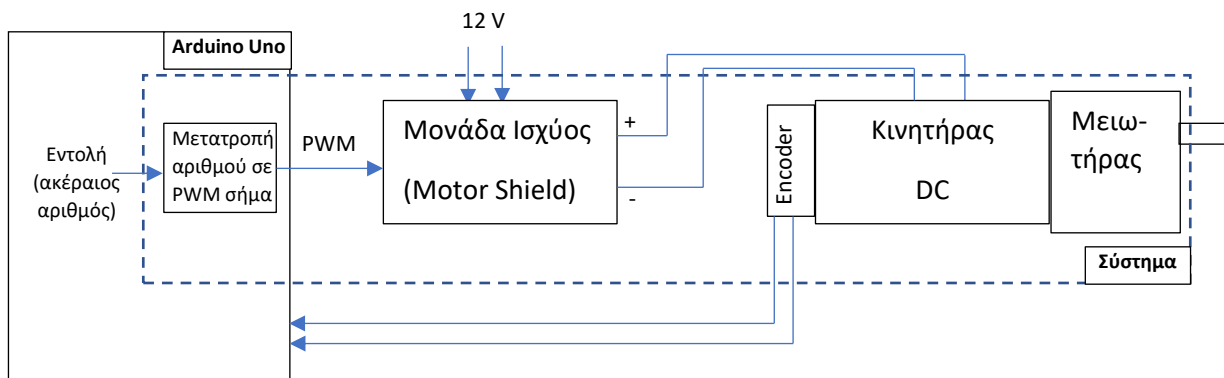 12 V
Arduino Uno
Εντολή
(ακέραιος
αριθμός)
Μετατροπή
αριθμού σε
PWM σήμα
PWM
Μονάδα Ισχύος
(Motor Shield)
+
-
Encoder
Κινητήρας
DC
Μειω-
τήρας
Σύστημα